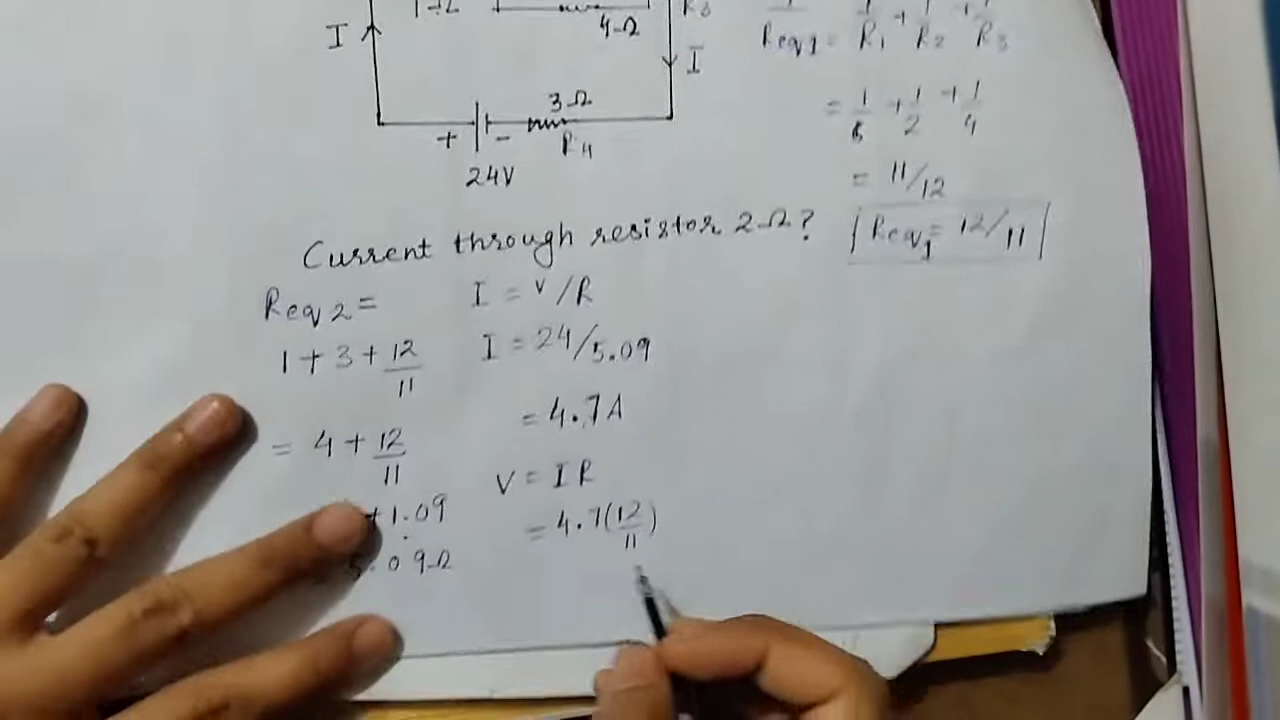 4Ω
I
I
3Ω
+ -
R4
24V
Req1 = R1 R2 R3
= 1/6 + 1/2 + 1/4
= 11/12
Req1 = 12/11
Current through resistor 2Ω?
Req2 =
1 + 3 + 12/11
= 4 + 12/11
+ 1.09
5.09Ω
I = V/R
I = 24/5.09
= 4.7A
V = IR
= 4.7(12/11)